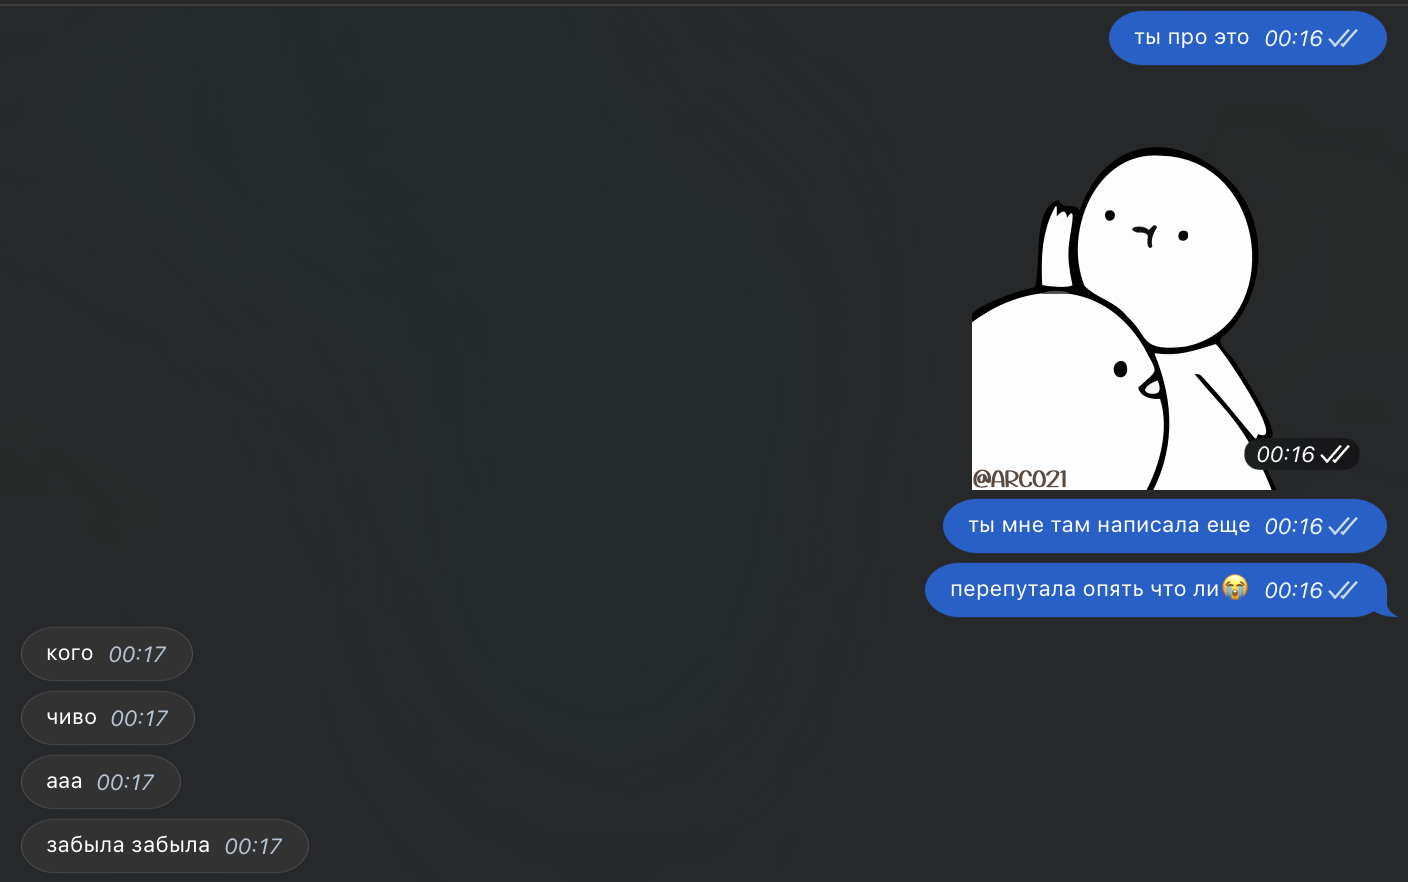 ты про это 00:16
@ARCO21
00:16
ты мне там написала еще 00:16
перепутала опять что ли😭 00:16
кого 00:17
чиво 00:17
ааа 00:17
забыла забыла 00:17